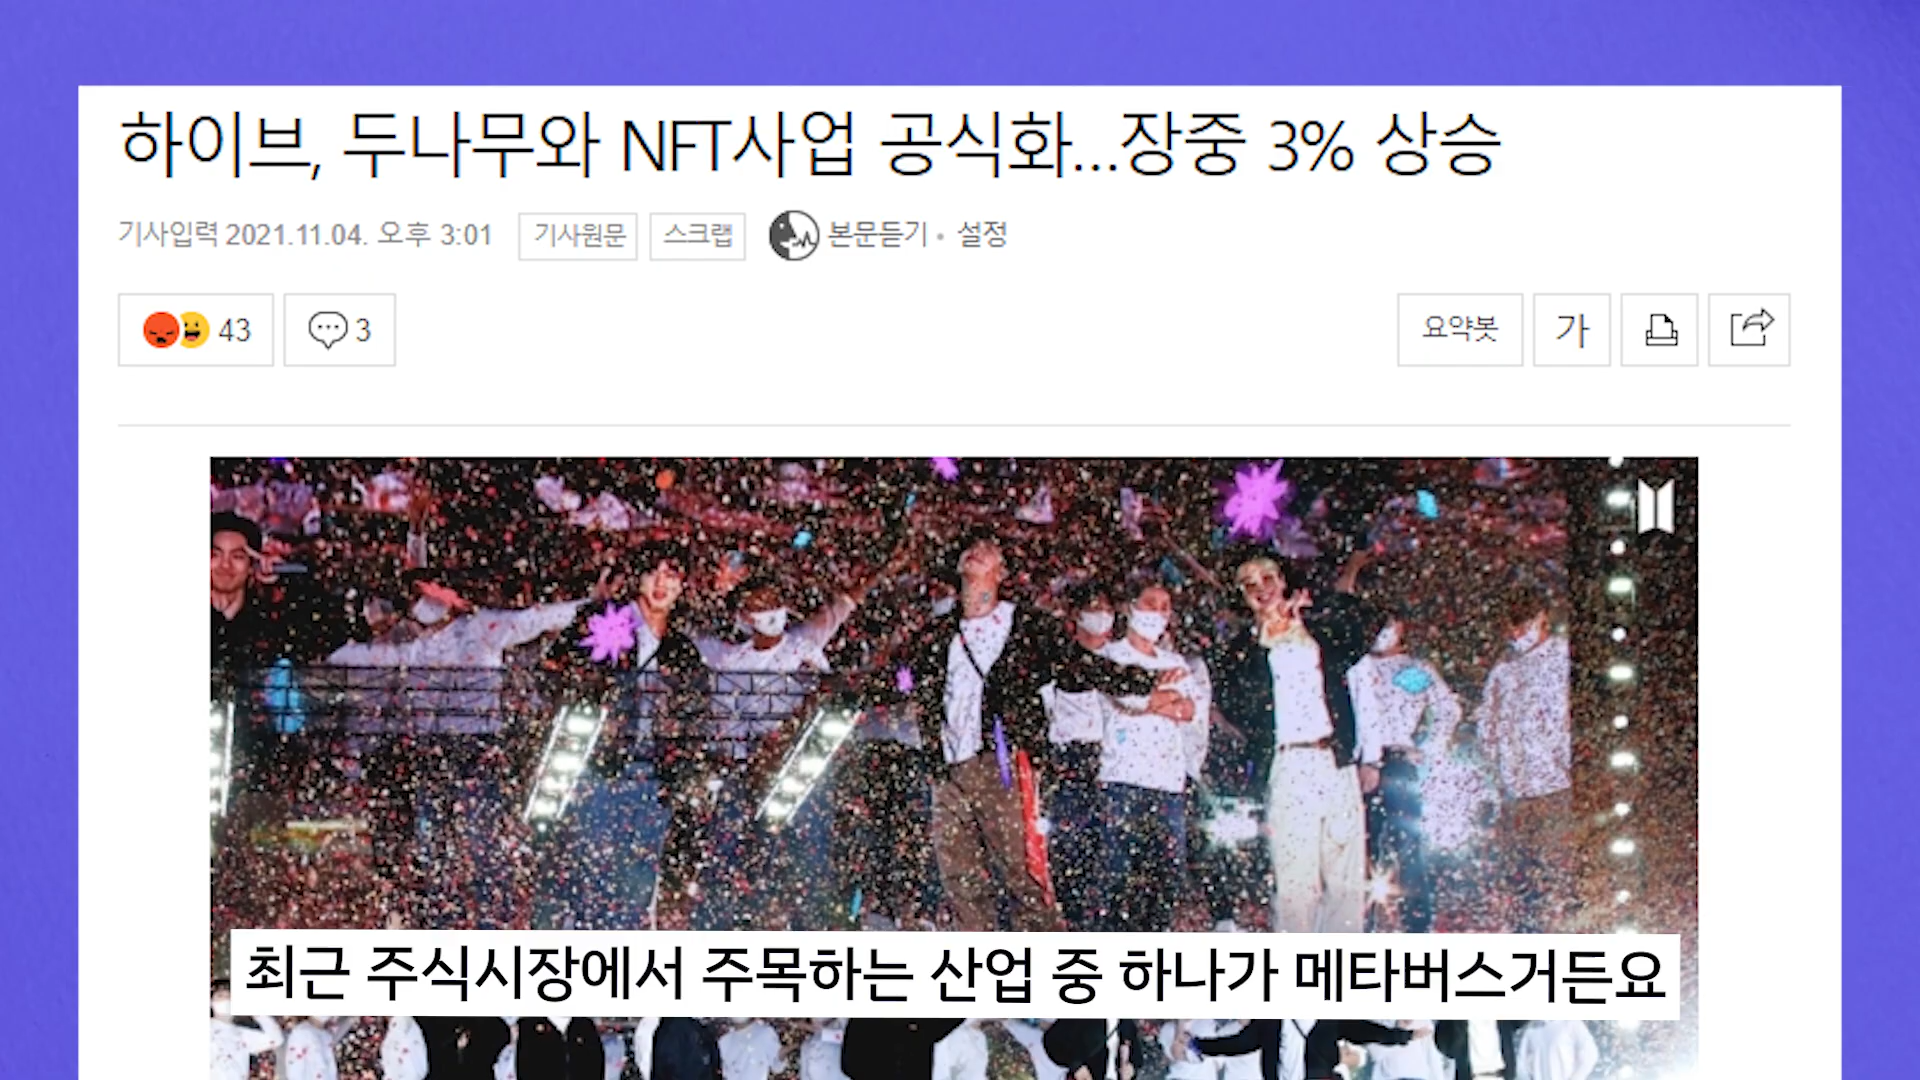 하이브, 두나무와 NFT사업 공식화...장중 3% 상승
기사입력 2021.11.04. 오후 3:01 기사원문 스크랩 본문듣기 · 설정
43 3 요약봇 가
최근 주식시장에서 주목하는 산업 중 하나가 메타버스거든요